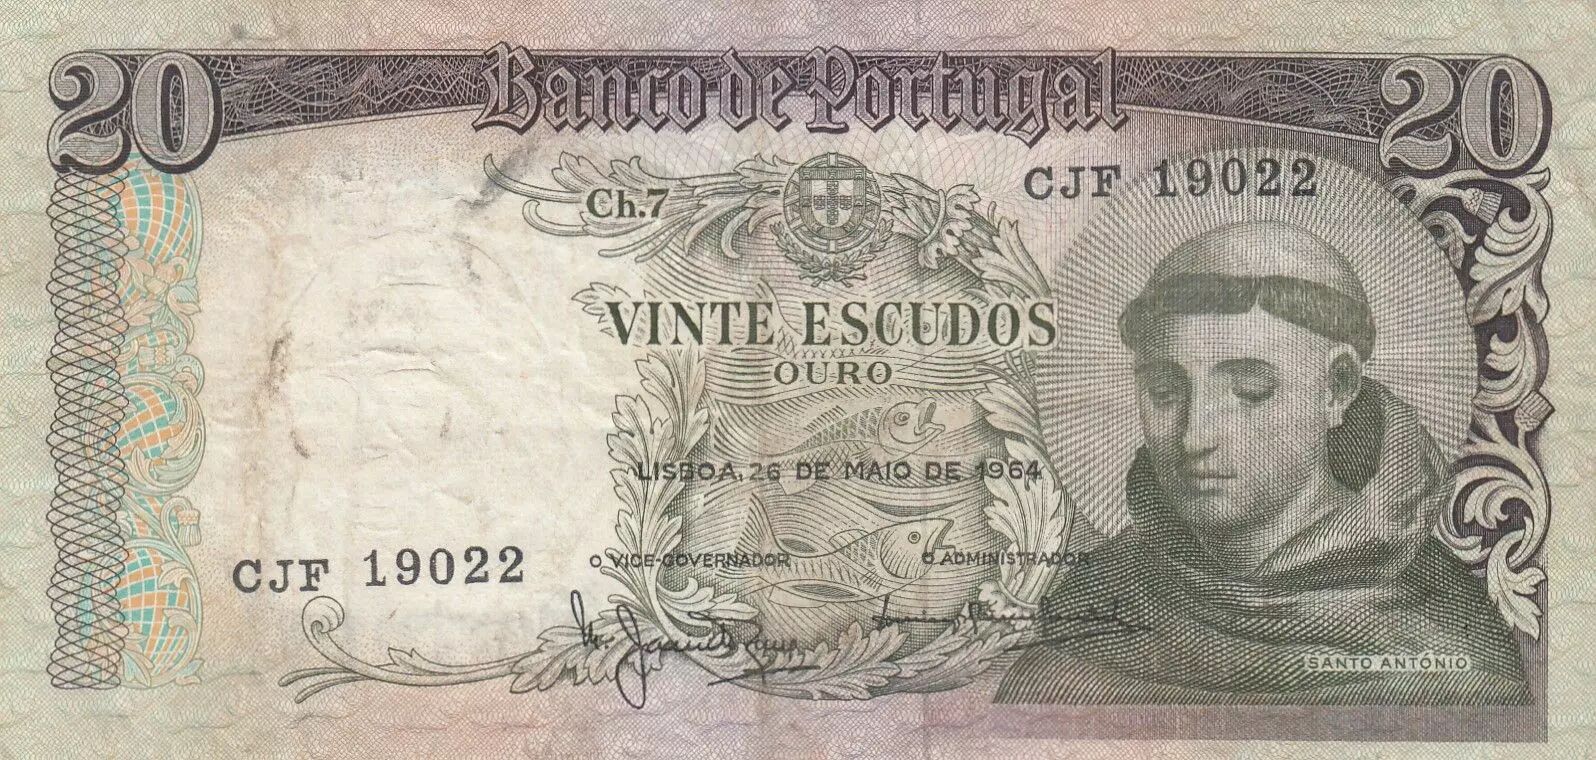 20 Banco de Portugal 20
CJF 19022
Ch.7
VINTE ESCUDOS
OURO
LISBOA, 26 DE MAIO DE 1964
O VICE-GOVERNADOR O ADMINISTRADOR
CJF 19022
SANTO ANTÓNIO